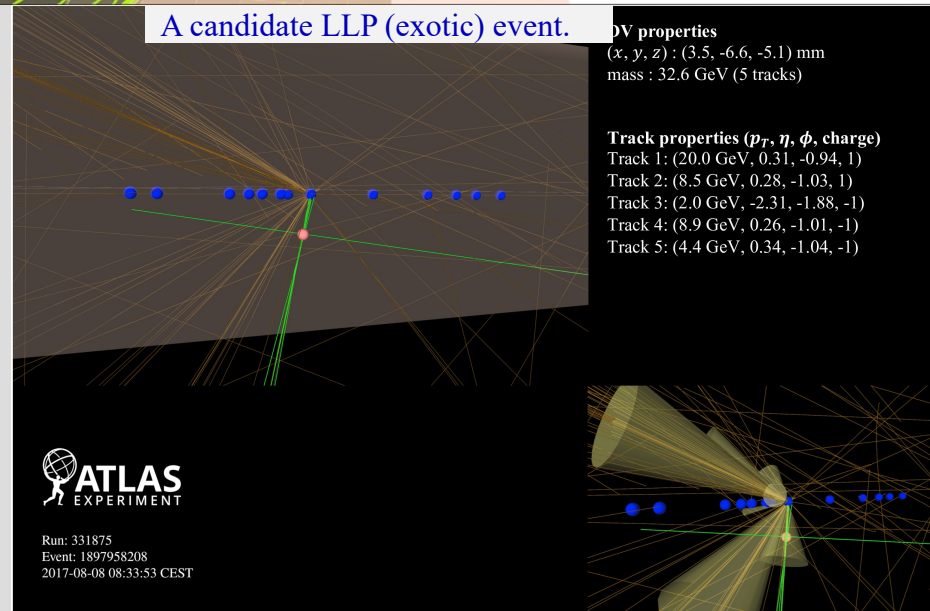 A candidate LLP (exotic) event.
DV properties
(x, y, z) : (3.5, -6.6, -5.1) mm
mass : 32.6 GeV (5 tracks)
Track properties (p_T, η, ϕ, charge)
Track 1: (20.0 GeV, 0.31, -0.94, 1)
Track 2: (8.5 GeV, 0.28, -1.03, 1)
Track 3: (2.0 GeV, -2.31, -1.88, -1)
Track 4: (8.9 GeV, 0.26, -1.01, -1)
Track 5: (4.4 GeV, 0.34, -1.04, -1)
ATLAS
EXPERIMENT
Run: 331875
Event: 1897958208
2017-08-08 08:33:53 CEST